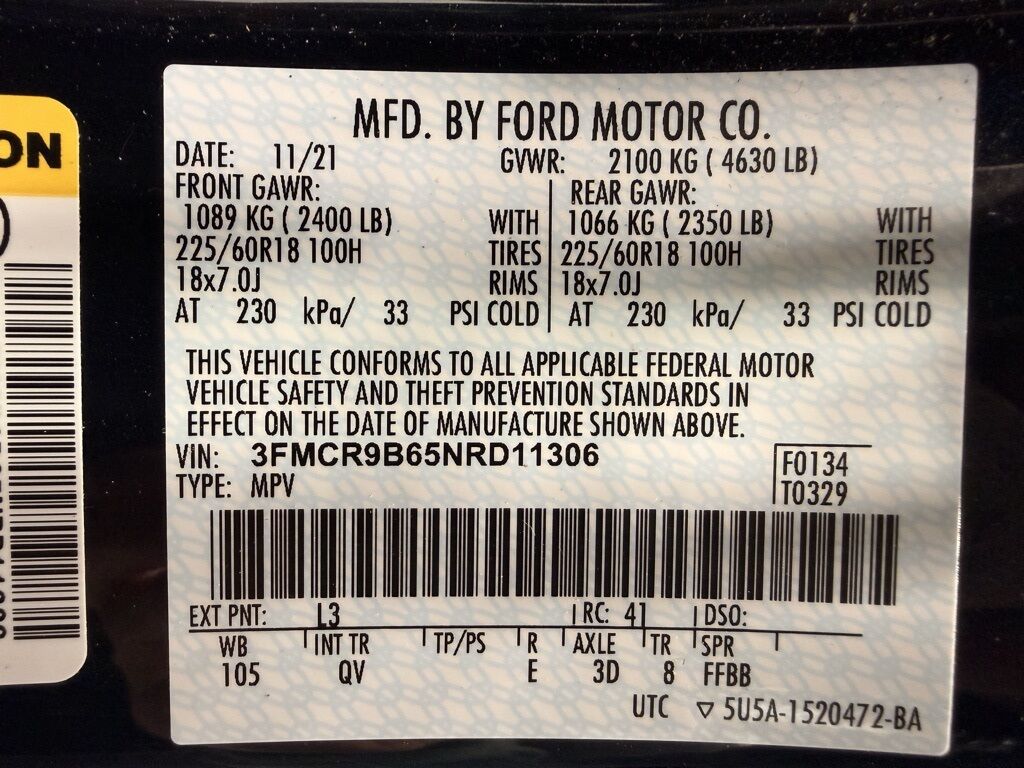 ON
MFD. BY FORD MOTOR CO.
DATE: 11/21 GVWR: 2100 KG ( 4630 LB)
FRONT GAWR: REAR GAWR:
1089 KG ( 2400 LB) WITH 1066 KG ( 2350 LB) WITH
225/60R18 100H TIRES 225/60R18 100H TIRES
18x7.0J RIMS 18x7.0J RIMS
AT 230 kPa/ 33 PSI COLD AT 230 kPa/ 33 PSI COLD
THIS VEHICLE CONFORMS TO ALL APPLICABLE FEDERAL MOTOR
VEHICLE SAFETY AND THEFT PREVENTION STANDARDS IN
EFFECT ON THE DATE OF MANUFACTURE SHOWN ABOVE.
VIN: 3FMCR9B65NRD11306
TYPE: MPV
F0134
T0329
EXT PNT: L3 RC: 41 DSO:
WB INT TR TP/PS R AXLE TR SPR
105 QV E 3D 8 FFBB
UTC ▽ 5U5A-1520472-BA